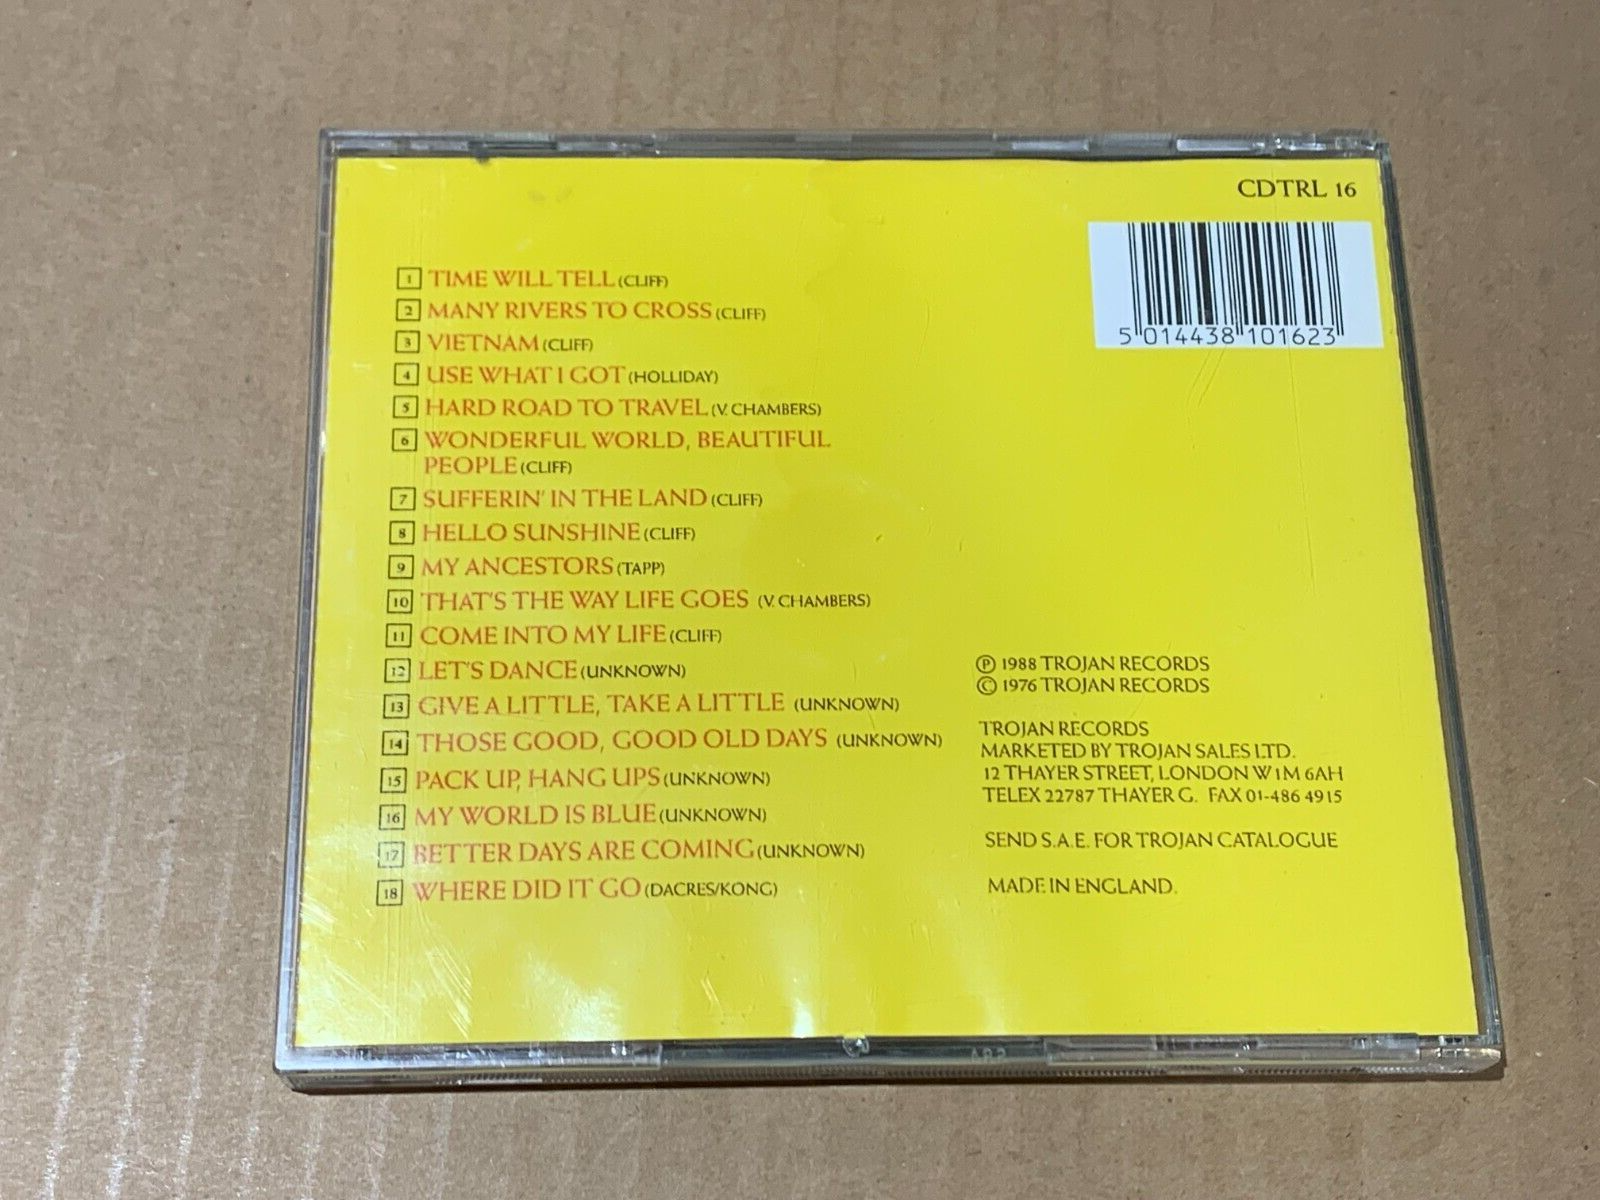 CDTRL 16
5 014438 101623
1 TIME WILL TELL (CLIFF)
2 MANY RIVERS TO CROSS (CLIFF)
3 VIETNAM (CLIFF)
4 USE WHAT I GOT (HOLLIDAY)
5 HARD ROAD TO TRAVEL (V. CHAMBERS)
6 WONDERFUL WORLD, BEAUTIFUL
PEOPLE (CLIFF)
7 SUFFERIN' IN THE LAND (CLIFF)
8 HELLO SUNSHINE (CLIFF)
9 MY ANCESTORS (TAPP)
10 THAT'S THE WAY LIFE GOES (V. CHAMBERS)
11 COME INTO MY LIFE (CLIFF)
12 LET'S DANCE (UNKNOWN)
13 GIVE A LITTLE, TAKE A LITTLE (UNKNOWN)
14 THOSE GOOD, GOOD OLD DAYS (UNKNOWN)
15 PACK UP, HANG UPS (UNKNOWN)
16 MY WORLD IS BLUE (UNKNOWN)
17 BETTER DAYS ARE COMING (UNKNOWN)
18 WHERE DID IT GO (DACRES/KONG)
℗ 1988 TROJAN RECORDS
© 1976 TROJAN RECORDS
TROJAN RECORDS
MARKETED BY TROJAN SALES LTD.
12 THAYER STREET, LONDON W1M 6AH
TELEX 22787 THAYER G. FAX 01-486 4915
SEND S.A.E. FOR TROJAN CATALOGUE
MADE IN ENGLAND.